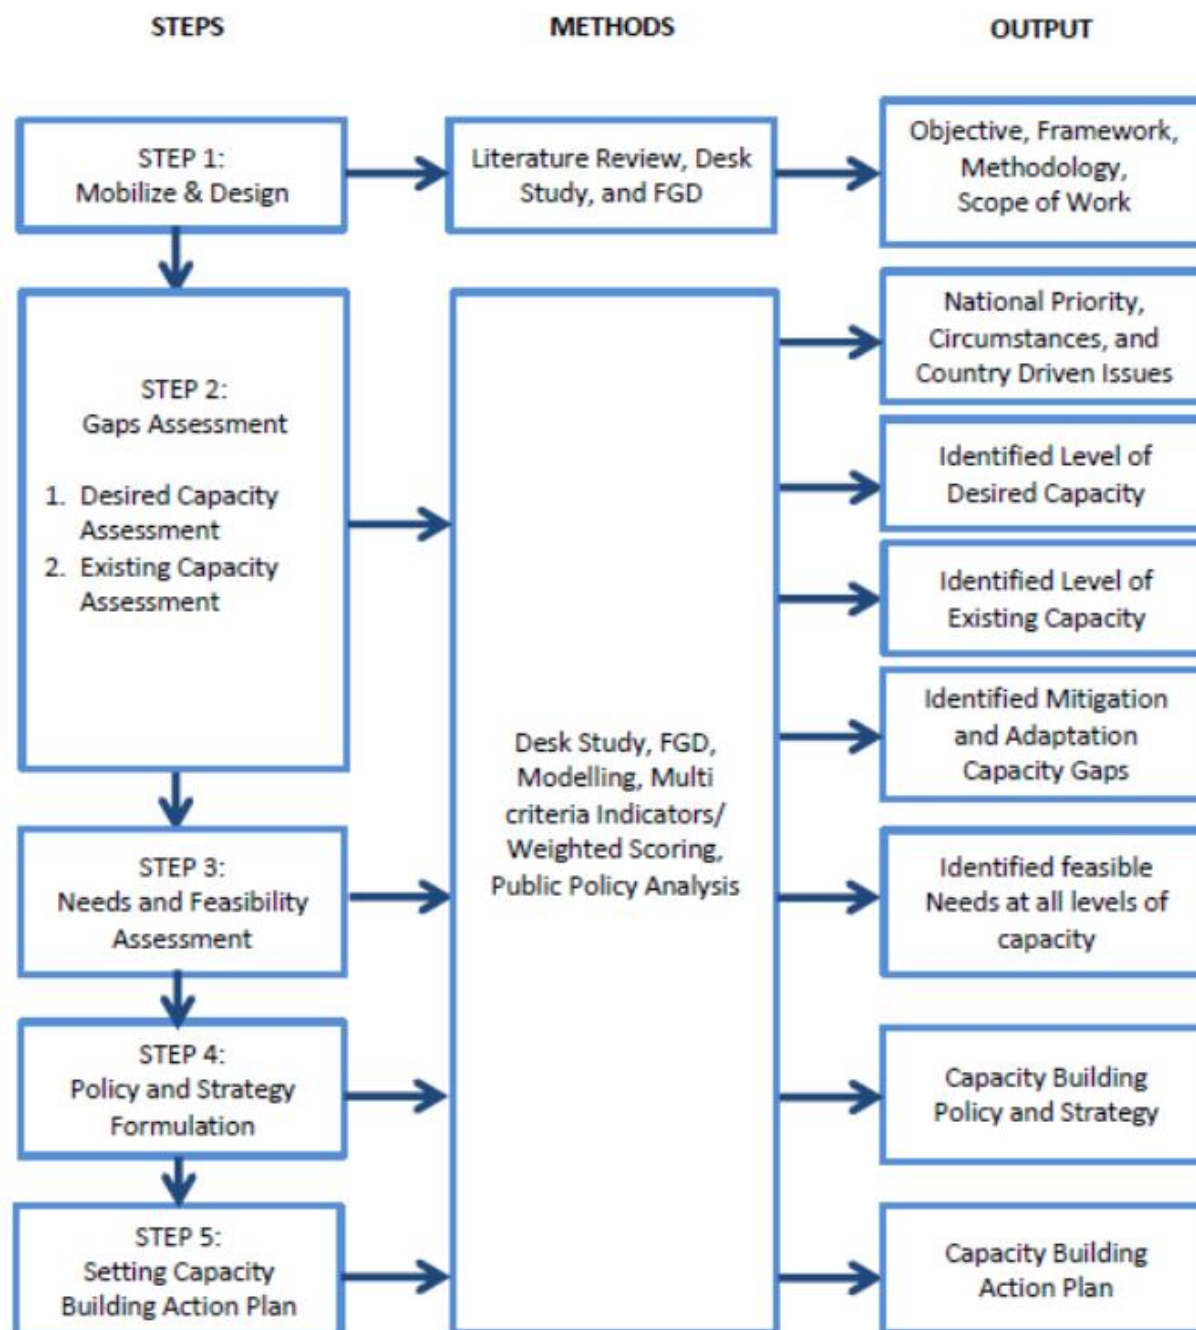 STEPS
METHODS
OUTPUT
STEP 1:
Mobilize & Design
Literature Review, Desk
Study, and FGD
Objective, Framework,
Methodology,
Scope of Work
STEP 2:
Gaps Assessment
1. Desired Capacity
Assessment
2. Existing Capacity
Assessment
Desk Study, FGD,
Modelling, Multi
criteria Indicators/
Weighted Scoring,
Public Policy Analysis
National Priority,
Circumstances, and
Country Driven Issues
Identified Level of
Desired Capacity
Identified Level of
Existing Capacity
Identified Mitigation
and Adaptation
Capacity Gaps
STEP 3:
Needs and Feasibility
Assessment
Identified feasible
Needs at all levels of
capacity
STEP 4:
Policy and Strategy
Formulation
Capacity Building
Policy and Strategy
STEP 5:
Setting Capacity
Building Action Plan
Capacity Building
Action Plan